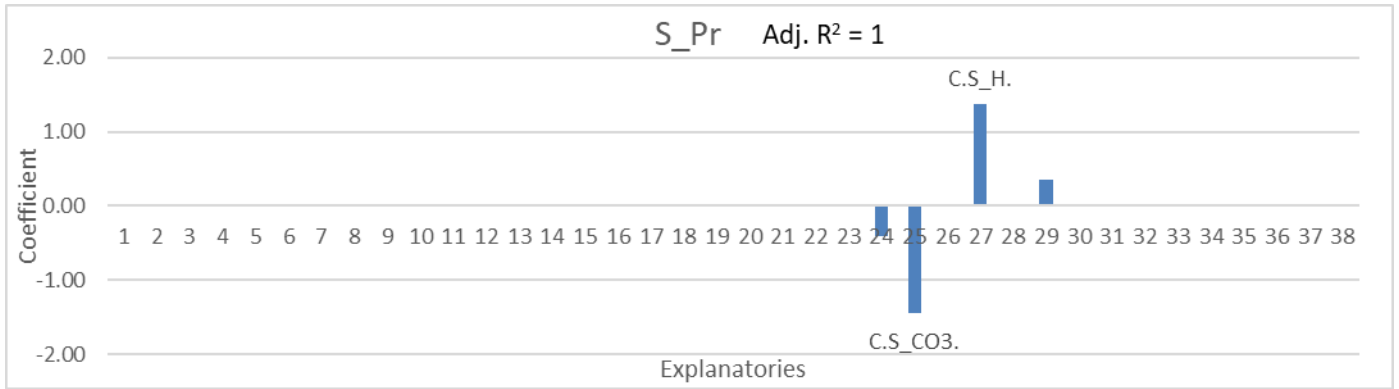 S_Pr Adj. R² = 1
2.00
C.S_H.
1.00
Coefficient
0.00
1 2 3 4 5 6 7 8 9 10 11 12 13 14 15 16 17 18 19 20 21 22 23 24 25 26 27 28 29 30 31 32 33 34 35 36 37 38
-1.00
C.S_CO3.
-2.00
Explanatories